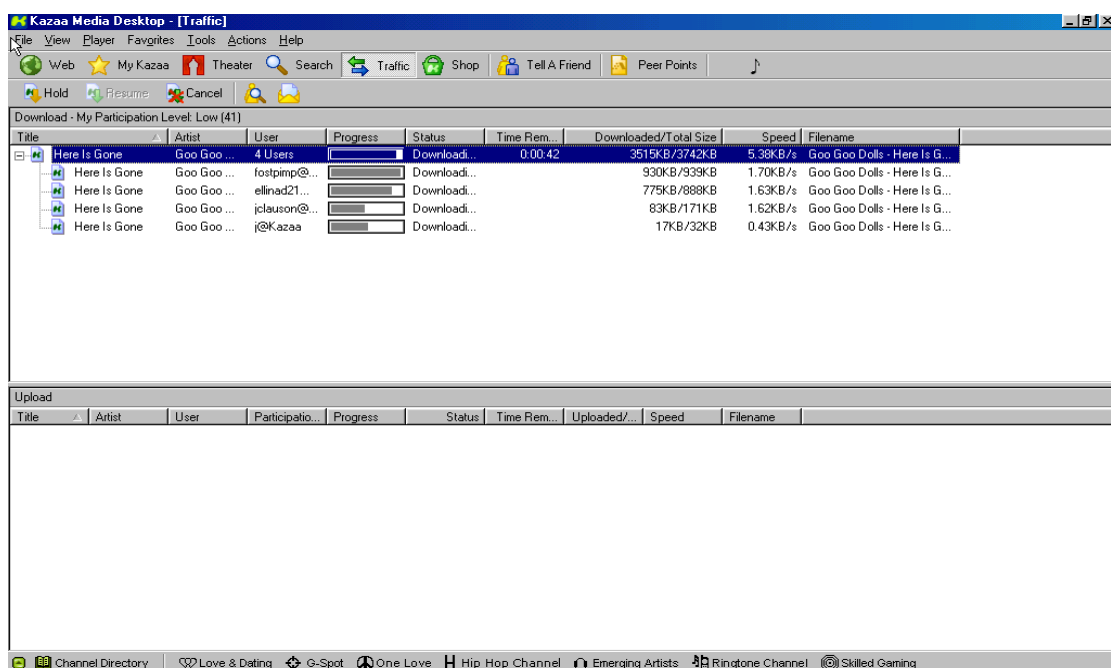 Kazaa Media Desktop - [Traffic]
File View Player Favorites Tools Actions Help
Web My Kazaa Theater Search Traffic Shop Tell A Friend Peer Points
Hold Resume Cancel
Download - My Participation Level: Low (41)
Title Artist User Progress Status Time Rem... Downloaded/Total Size Speed Filename
Here Is Gone Goo Goo ... 4 Users Downloadi... 0:00:42 3515KB/3742KB 5.38KB/s Goo Goo Dolls - Here Is G...
Here Is Gone Goo Goo ... fostpimp@... Downloadi... 930KB/939KB 1.70KB/s Goo Goo Dolls - Here Is G...
Here Is Gone Goo Goo ... ellinad21... Downloadi... 775KB/888KB 1.63KB/s Goo Goo Dolls - Here Is G...
Here Is Gone Goo Goo ... jclauson@... Downloadi... 83KB/171KB 1.62KB/s Goo Goo Dolls - Here Is G...
Here Is Gone Goo Goo ... j@Kazaa Downloadi... 17KB/32KB 0.43KB/s Goo Goo Dolls - Here Is G...
Upload
Title Artist User Participatio... Progress Status Time Rem... Uploaded/... Speed Filename
Channel Directory Love & Dating G-Spot One Love Hip Hop Channel Emerging Artists Ringtone Channel Skilled Gaming